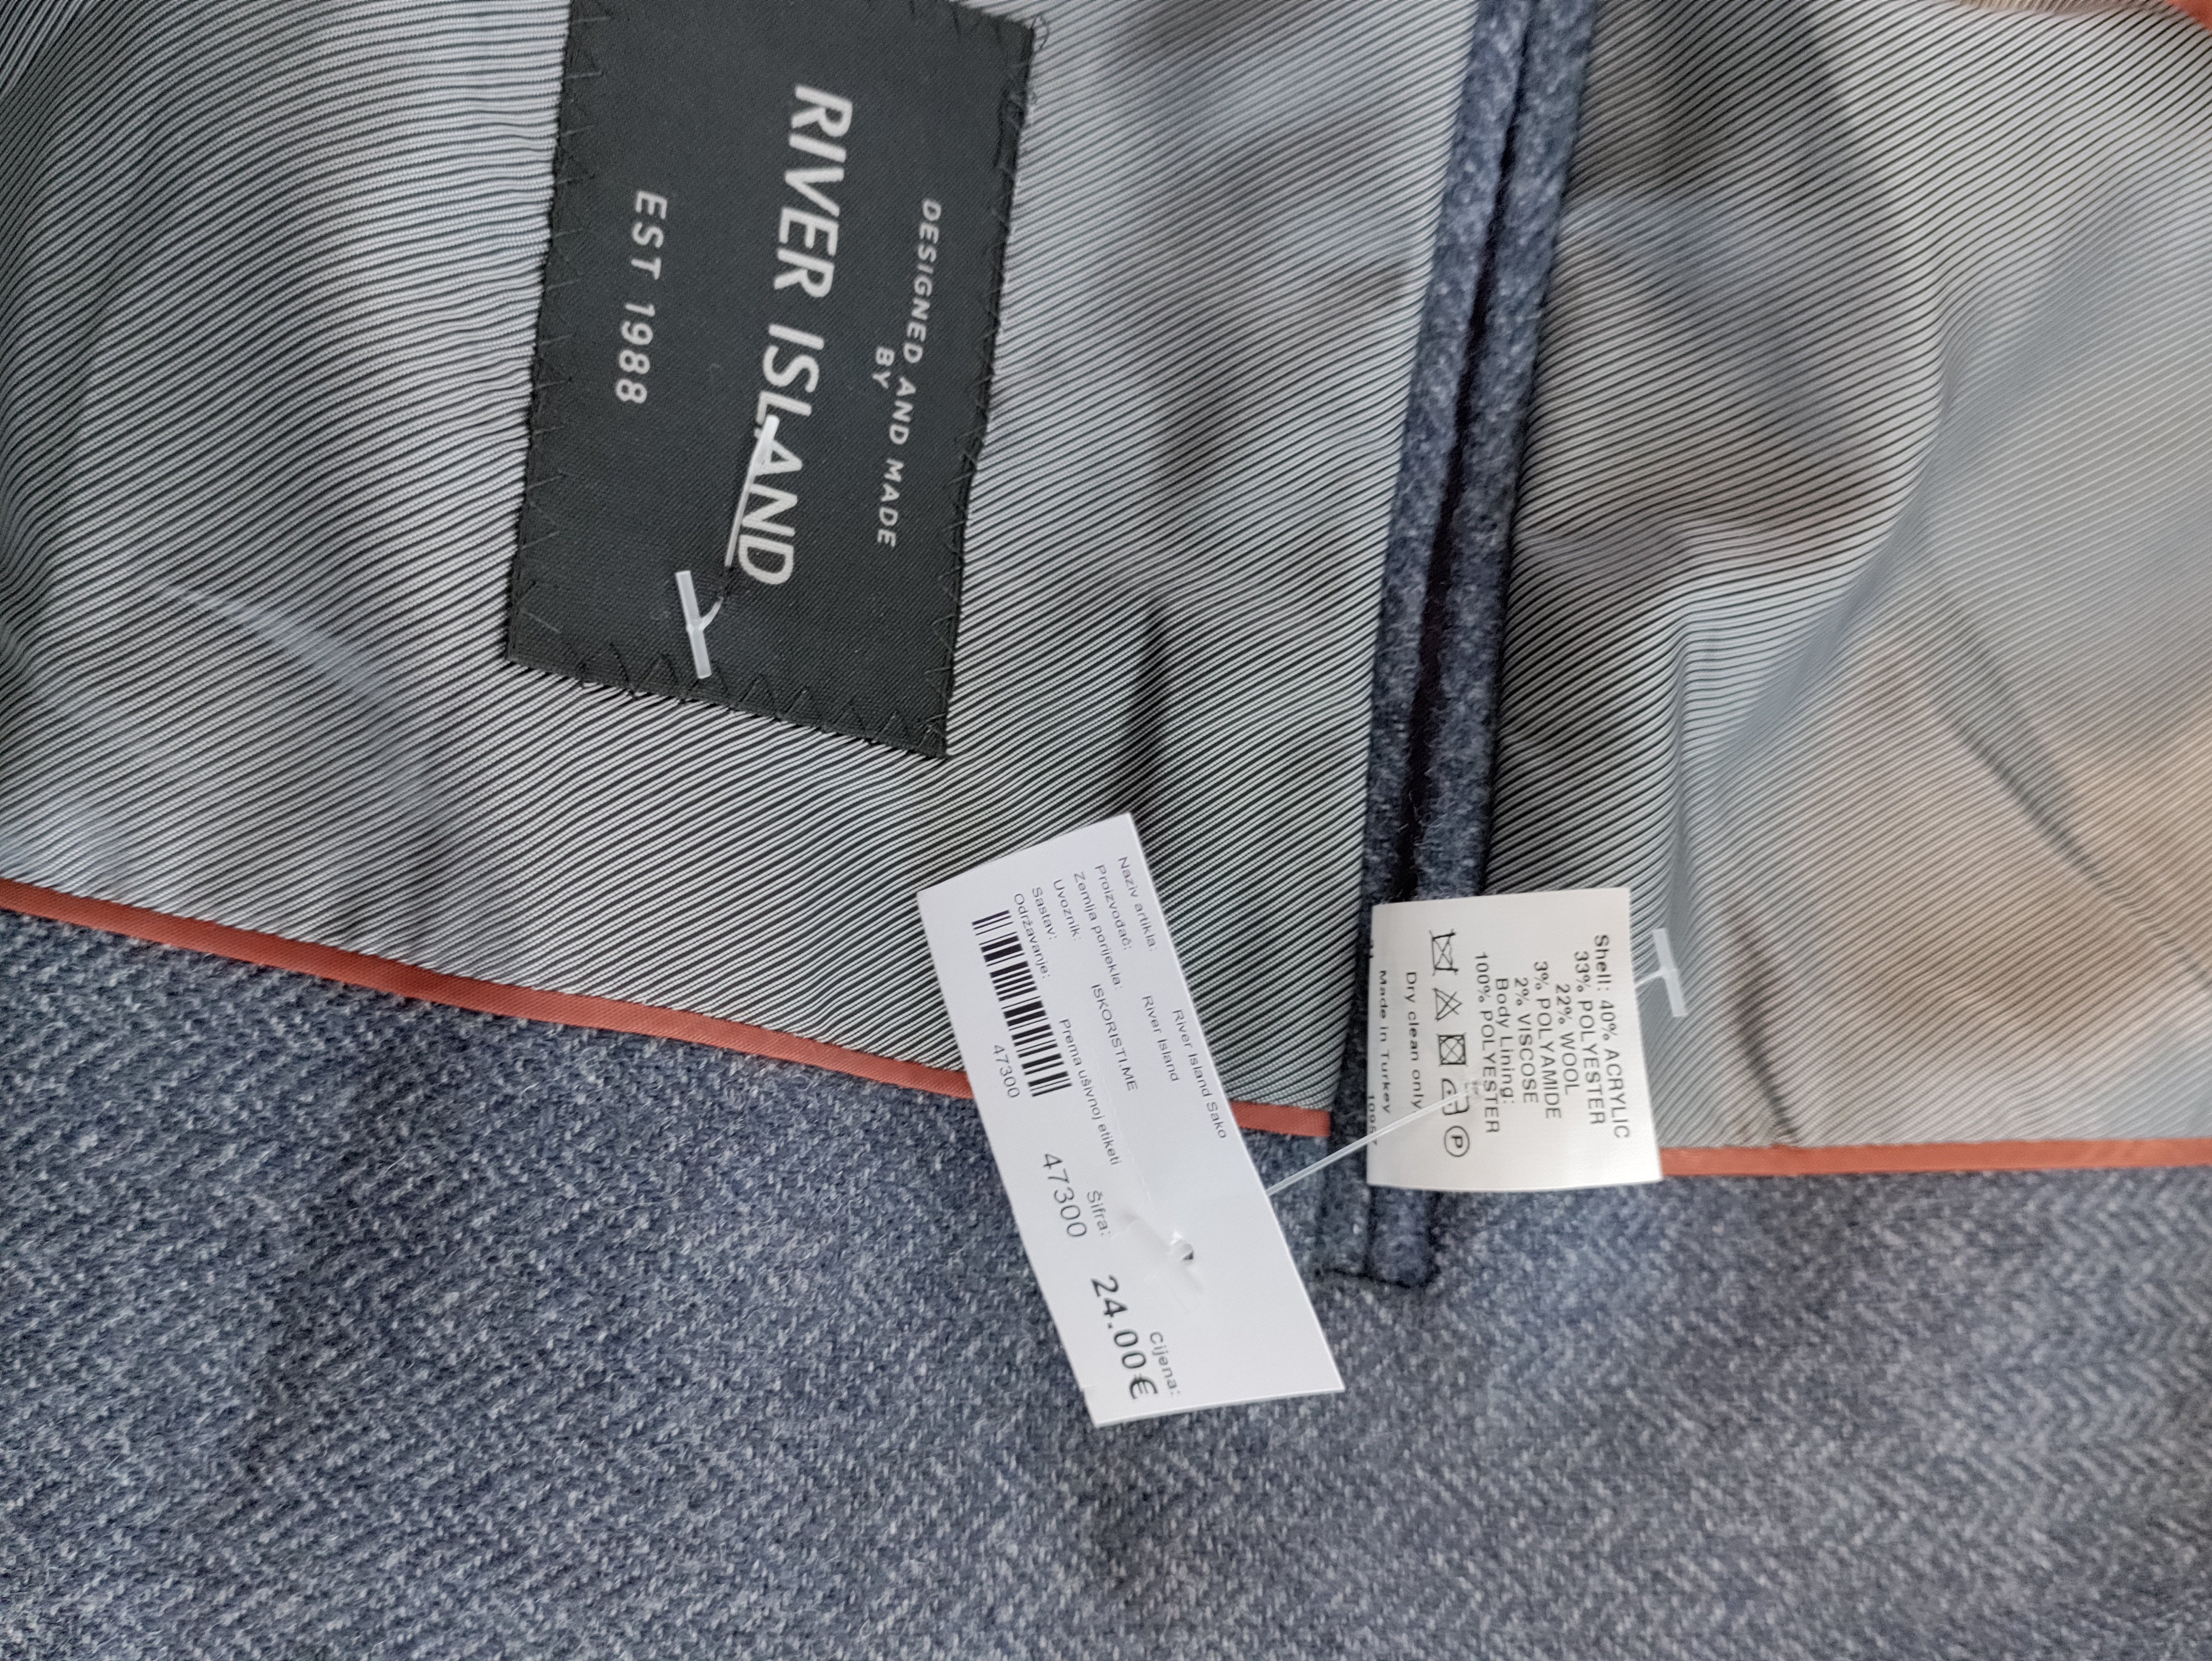 DESIGNED AND MADE
BY
RIVER ISLAND
EST 1988
Naziv artikla: River Island Sako
Proizvođač: River Island
Zemlja porijekla:
Uvoznik: ISKORISTI.ME
Sastav:
Održavanje: Prema ušivnoj etiketi
47300
Šifra:
47300
Cijena:
24.00€
Shell: 40% ACRYLIC
33% POLYESTER
22% WOOL
3% POLYAMIDE
2% VISCOSE
Body Lining:
100% POLYESTER
P
Dry clean only
Made in Turkey